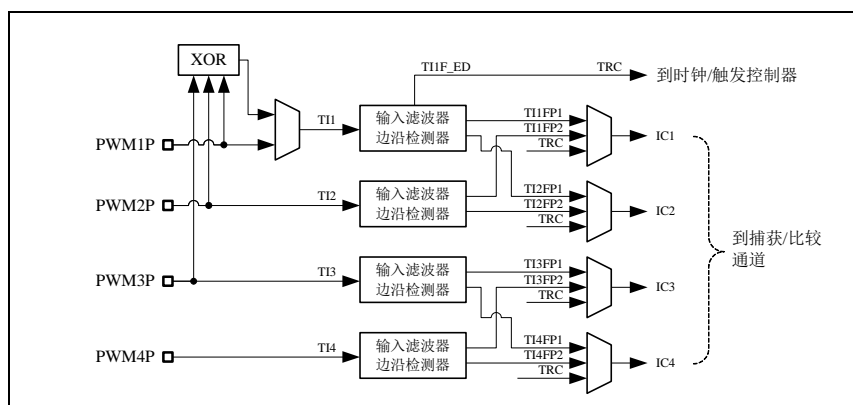 XOR
TI1F_ED
TRC
到时钟/触发控制器
PWM1P
TI1
输入滤波器
边沿检测器
TI1FP1
TI1FP2
TRC
IC1
PWM2P
TI2
输入滤波器
边沿检测器
TI2FP1
TI2FP2
TRC
IC2
到捕获/比较
通道
PWM3P
TI3
输入滤波器
边沿检测器
TI3FP1
TI3FP2
TRC
IC3
PWM4P
TI4
输入滤波器
边沿检测器
TI4FP1
TI4FP2
TRC
IC4